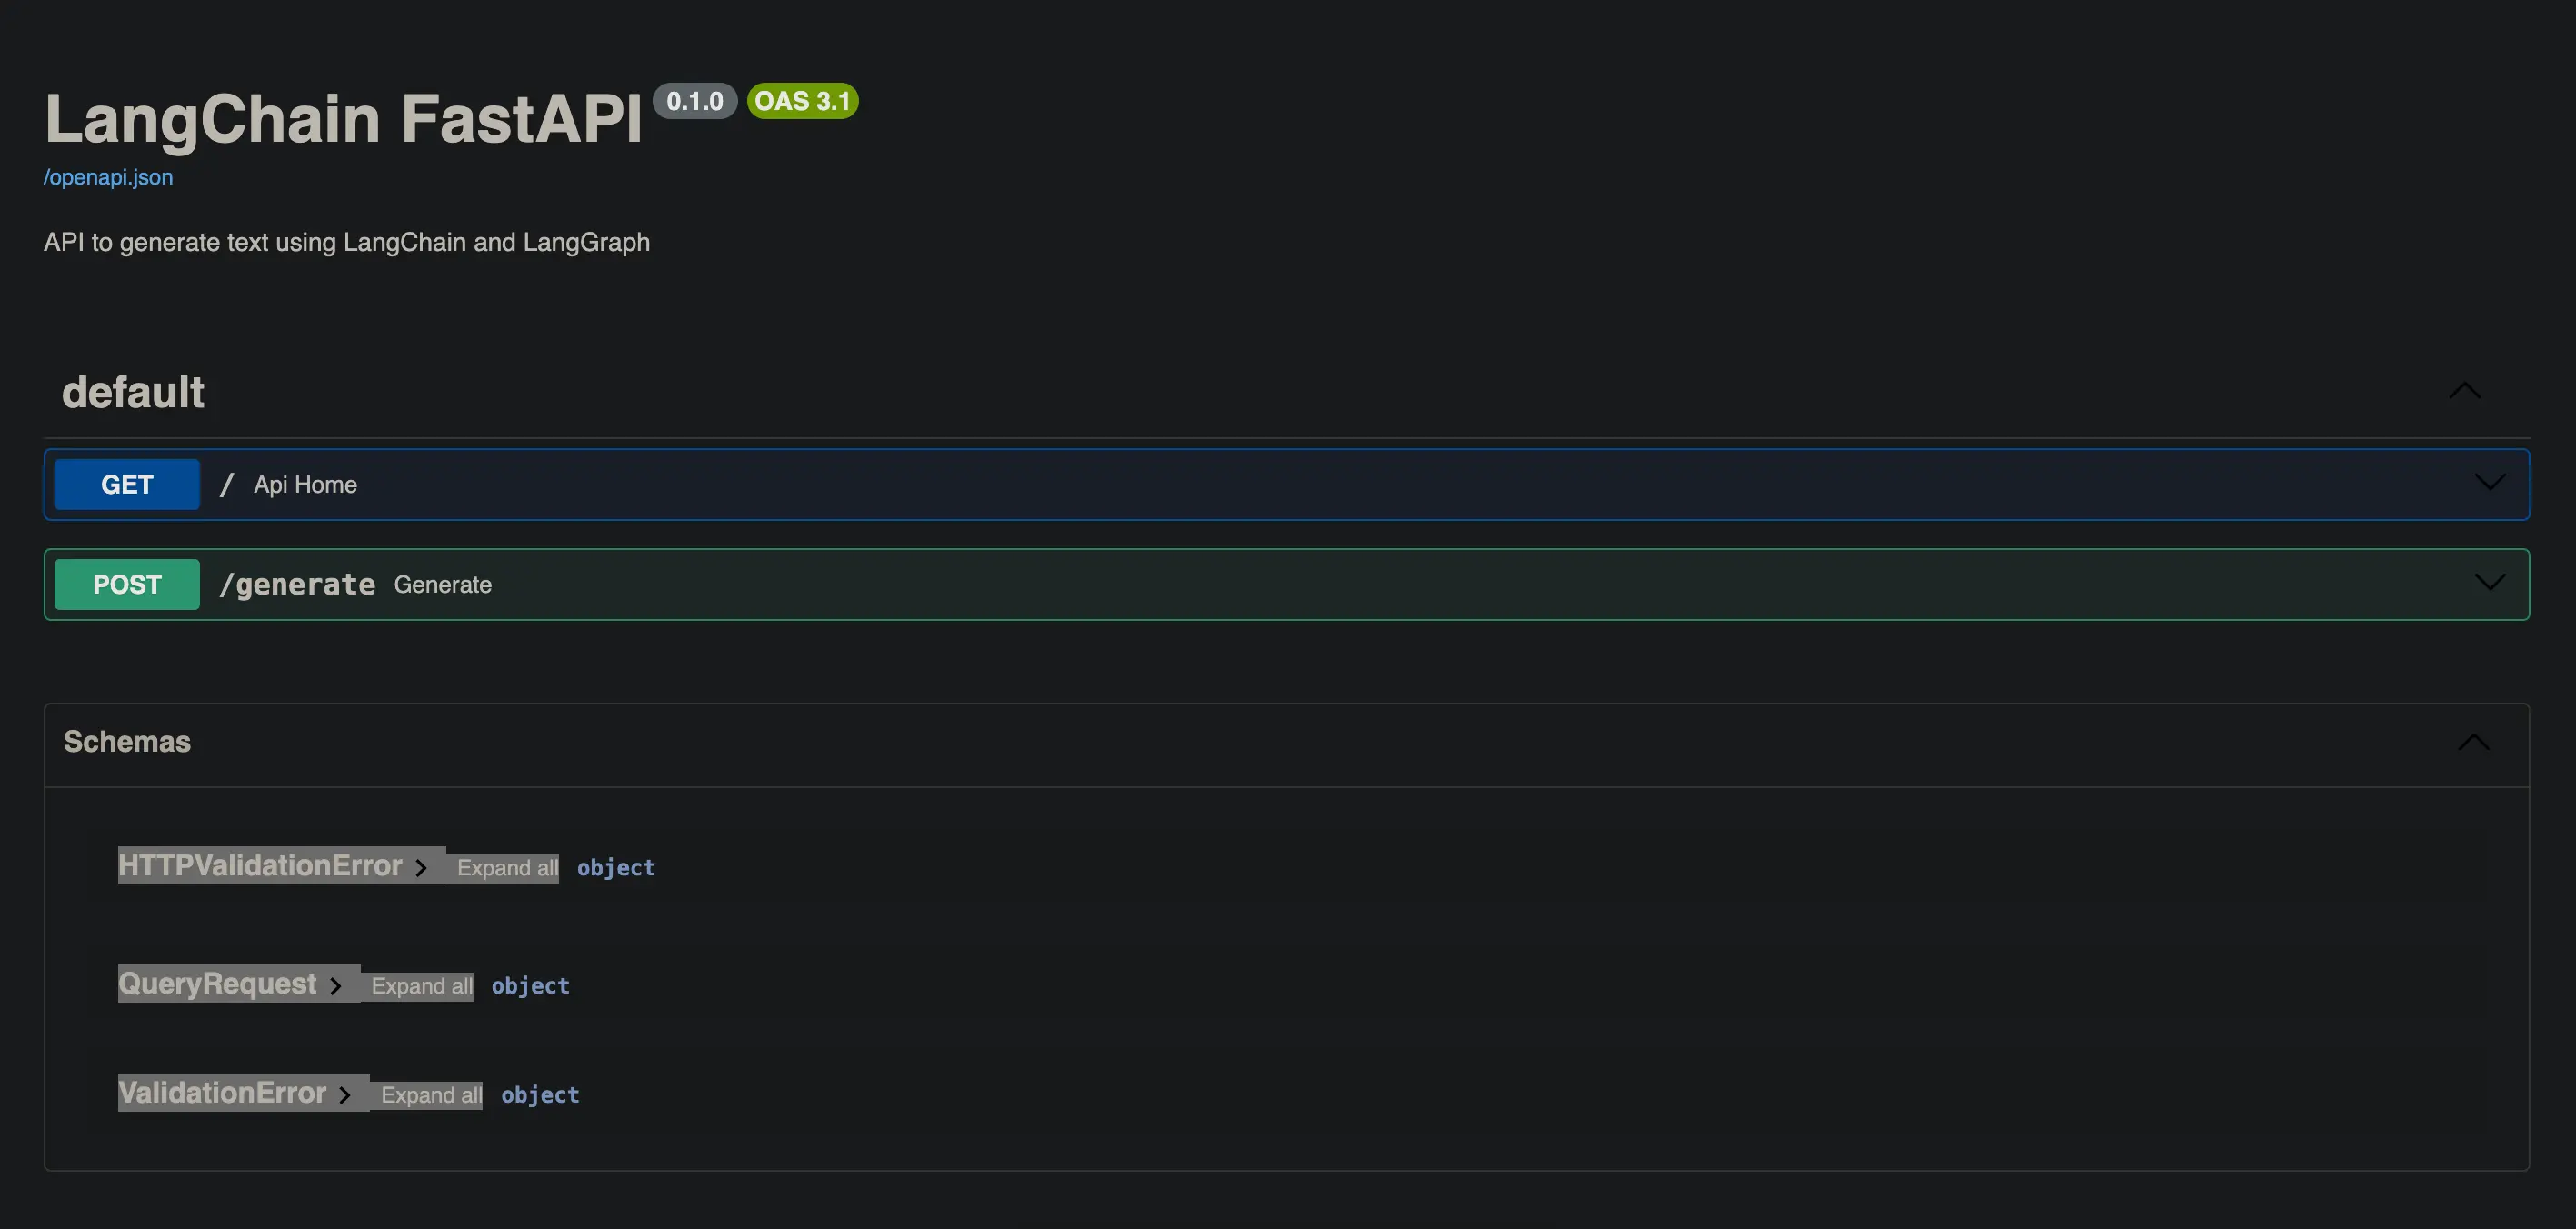 LangChain FastAPI 0.1.0 OAS 3.1
/openapi.json
API to generate text using LangChain and LangGraph
default
GET / Api Home
POST /generate Generate
Schemas
HTTPValidationError Expand all object
QueryRequest Expand all object
ValidationError Expand all object